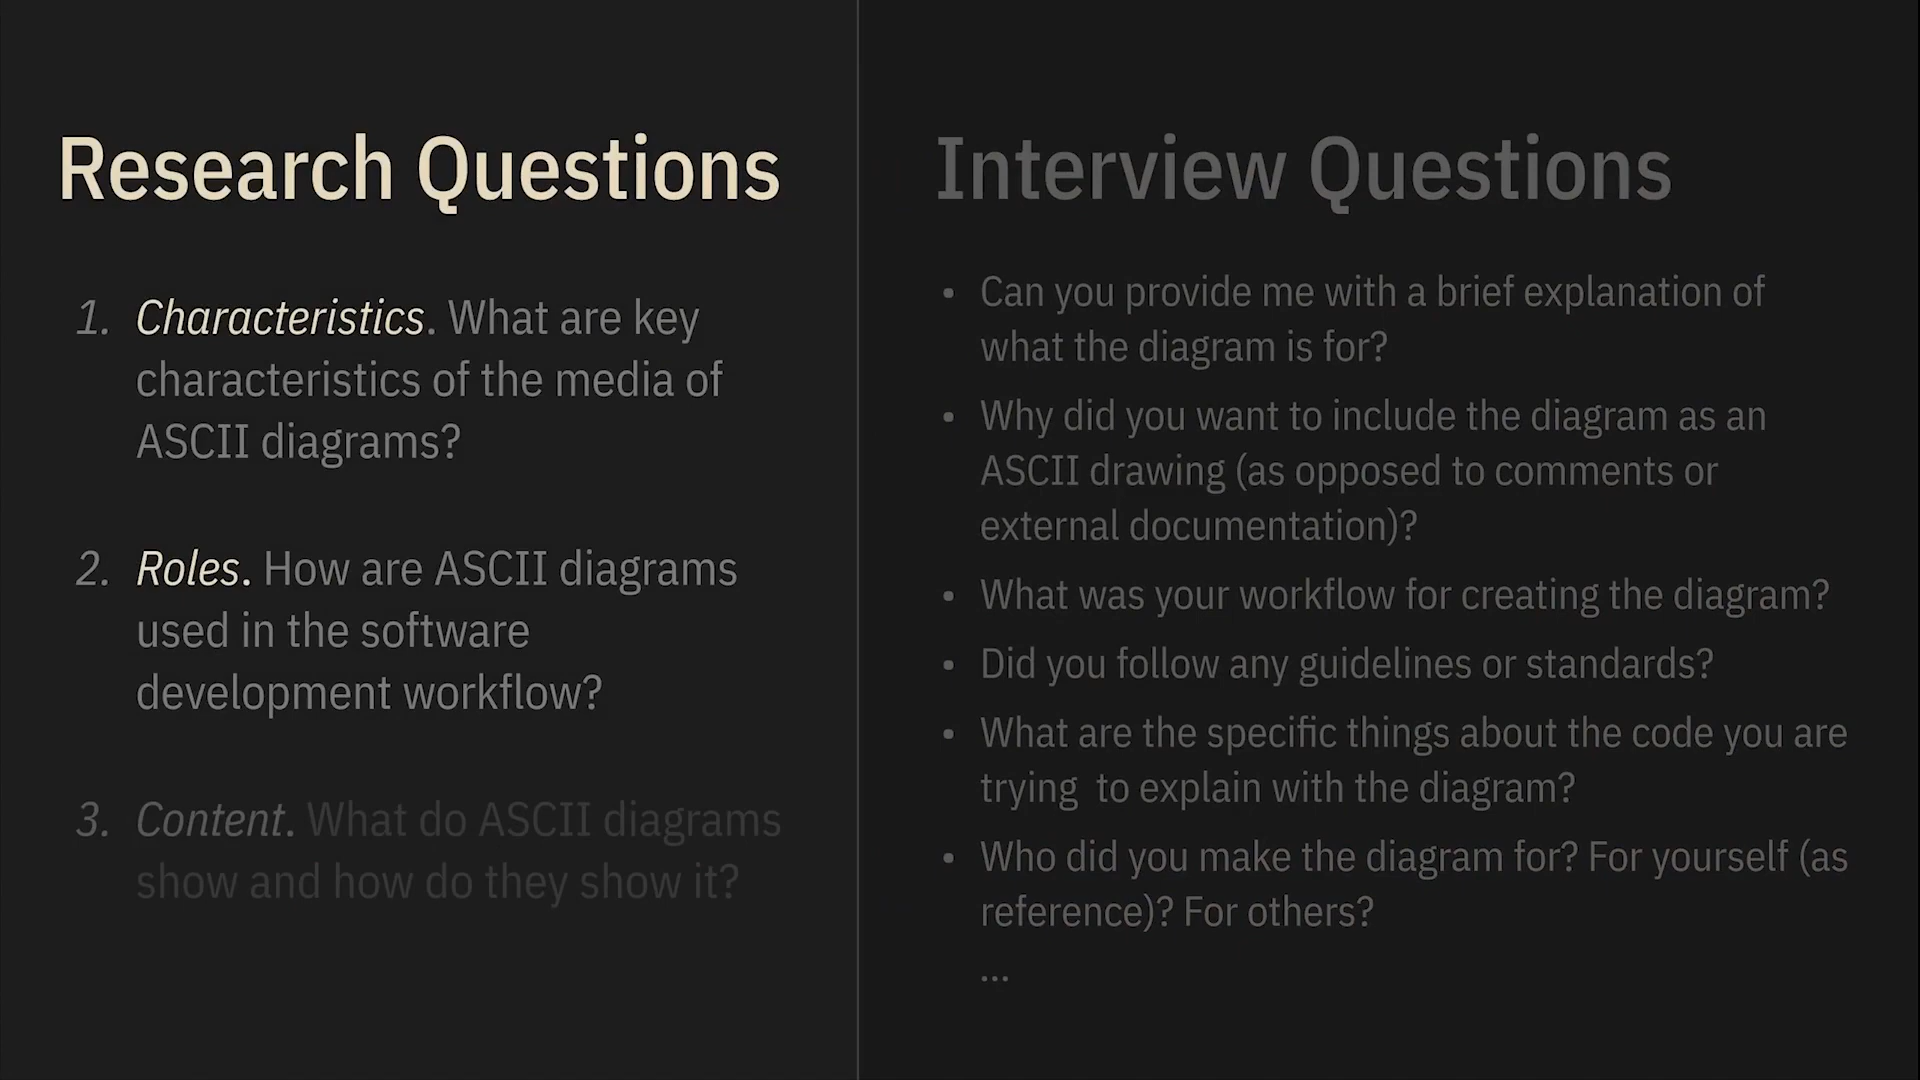 Research Questions
1. Characteristics. What are key
characteristics of the media of
ASCII diagrams?
2. Roles. How are ASCII diagrams
used in the software
development workflow?
3. Content. What do ASCII diagrams
show and how do they show it?
Interview Questions
• Can you provide me with a brief explanation of
what the diagram is for?
• Why did you want to include the diagram as an
ASCII drawing (as opposed to comments or
external documentation)?
• What was your workflow for creating the diagram?
• Did you follow any guidelines or standards?
• What are the specific things about the code you are
trying  to explain with the diagram?
• Who did you make the diagram for? For yourself (as
reference)? For others?
...